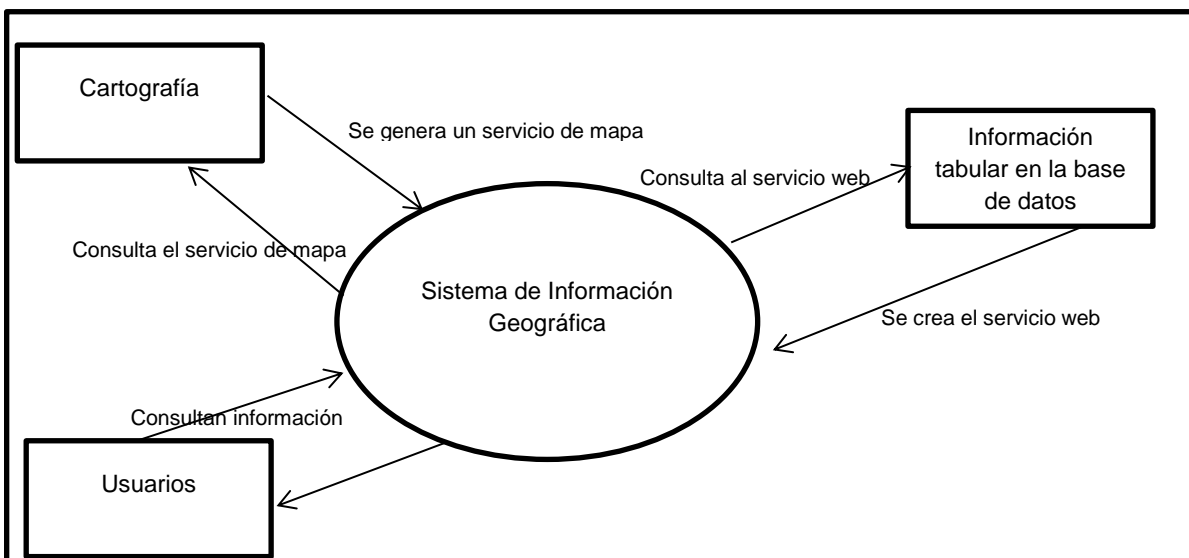 Cartografía
Se genera un servicio de mapa
Información
tabular en la base
de datos
Consulta al servicio web
Consulta el servicio de mapa
Sistema de Información
Geográfica
Se crea el servicio web
Consultan información
Usuarios